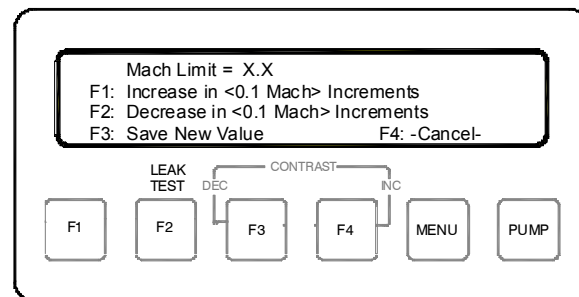 Mach Limit = X.X
F1: Increase in <0.1 Mach> Increments
F2: Decrease in <0.1 Mach> Increments
F3: Save New Value F4: -Cancel-
LEAK
TEST
CONTRAST
DEC
INC
F1
F2
F3
F4
MENU
PUMP